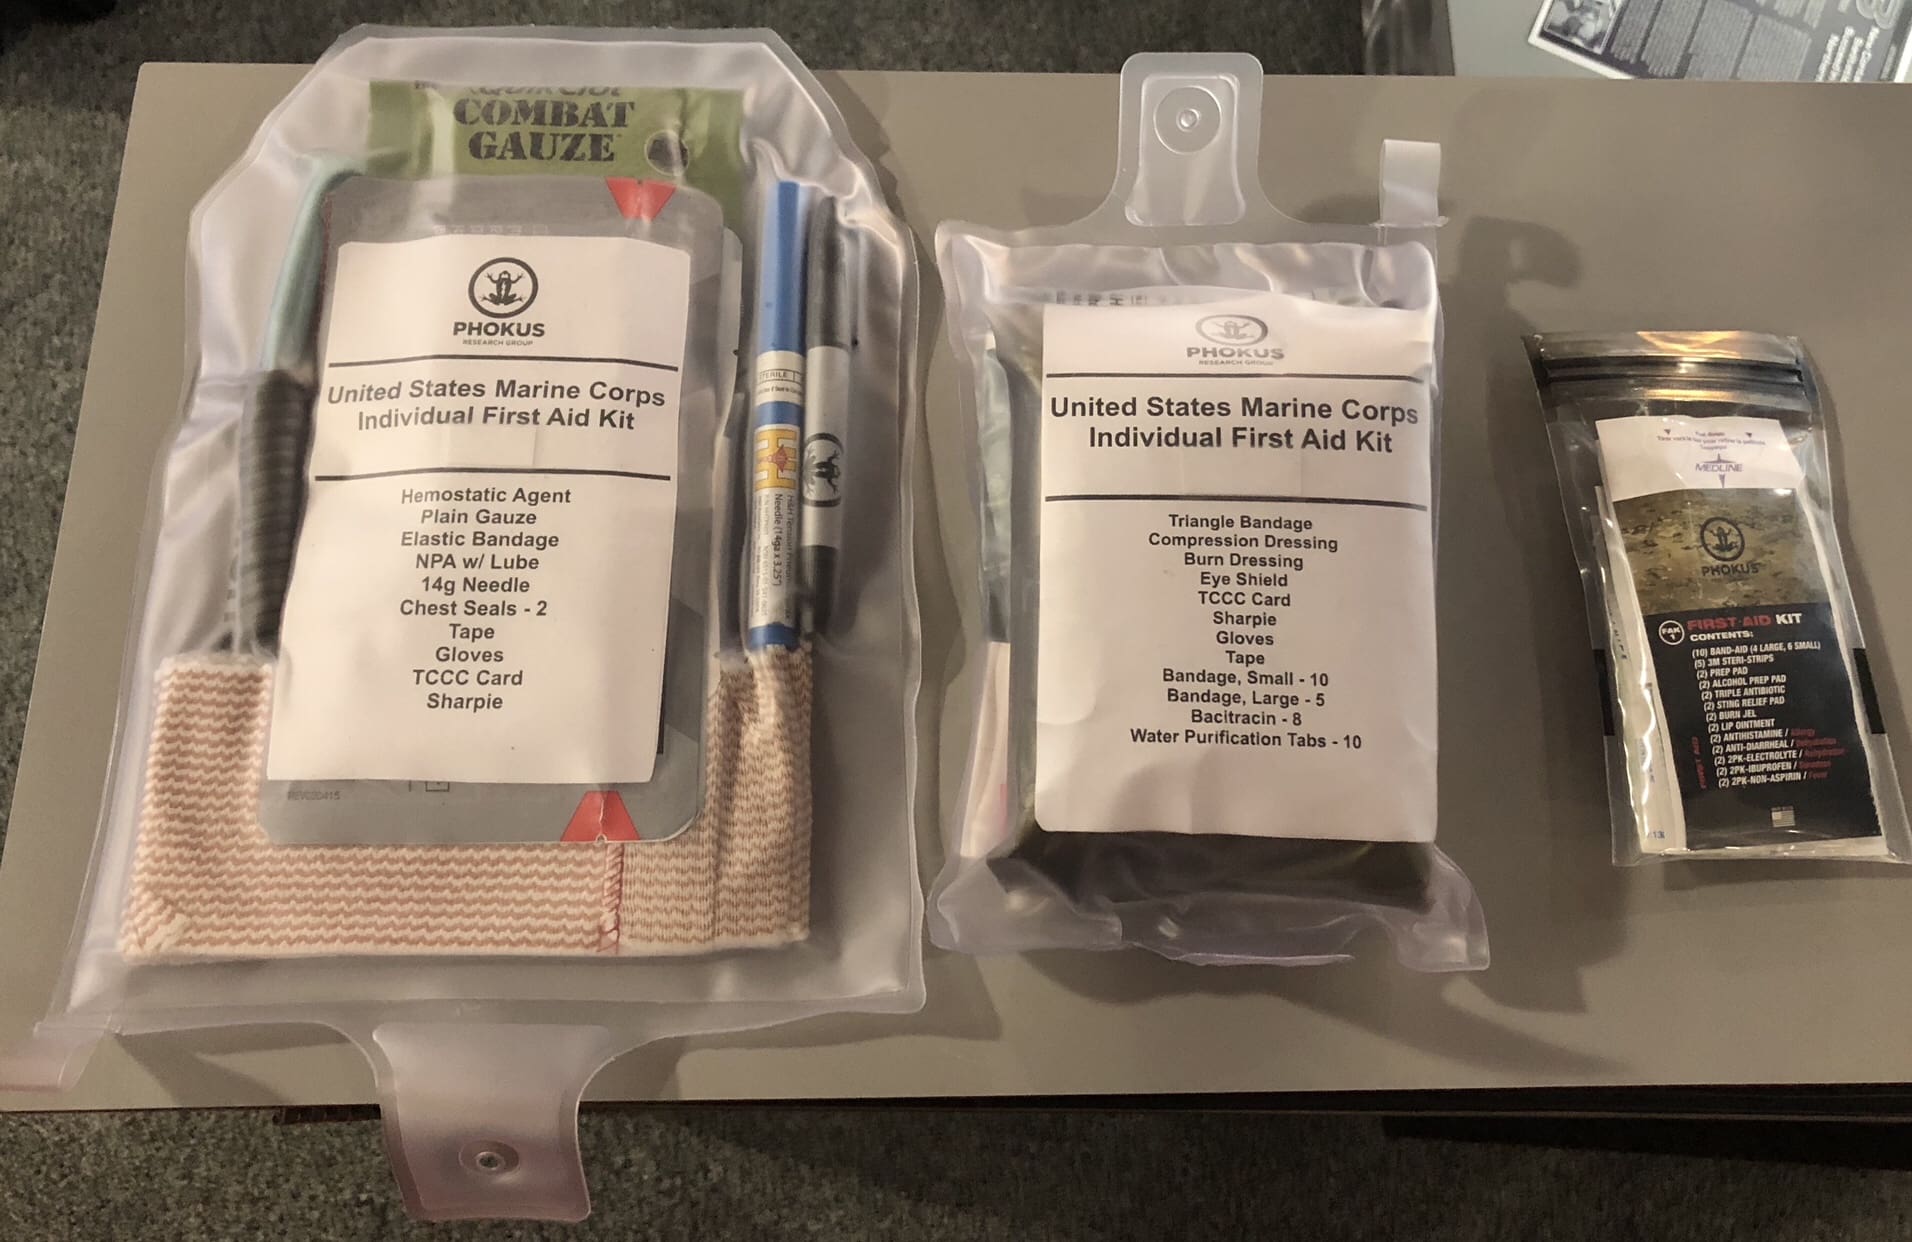 COMBAT
GAUZE
PHOKUS
RESEARCH GROUP
United States Marine Corps
Individual First Aid Kit
Hemostatic Agent
Plain Gauze
Elastic Bandage
NPA w/ Lube
14g Needle
Chest Seals - 2
Tape
Gloves
TCCC Card
Sharpie
STERILE
Needle (14ga x 3.25")
PHOKUS
RESEARCH GROUP
United States Marine Corps
Individual First Aid Kit
Triangle Bandage
Compression Dressing
Burn Dressing
Eye Shield
TCCC Card
Sharpie
Gloves
Tape
Bandage, Small - 10
Bandage, Large - 5
Bacitracin - 8
Water Purification Tabs - 10
MEDLINE
PHOKUS
FAK
1
FIRST AID KIT
CONTENTS:
(10) BAND-AID (4 LARGE, 6 SMALL)
(5) 3M STERI-STRIPS
(2) PREP PAD
(2) ALCOHOL PREP PAD
(2) TRIPLE ANTIBIOTIC
(2) STING RELIEF PAD
(2) BURN JEL
(2) LIP OINTMENT
(2) ANTIHISTAMINE / Allergy
(2) ANTI-DIARRHEAL / Dehydration
(2) 2PK-ELECTROLYTE /
(2) 2PK-IBUPROFEN /
(2) 2PK-NON-ASPIRIN / Fever